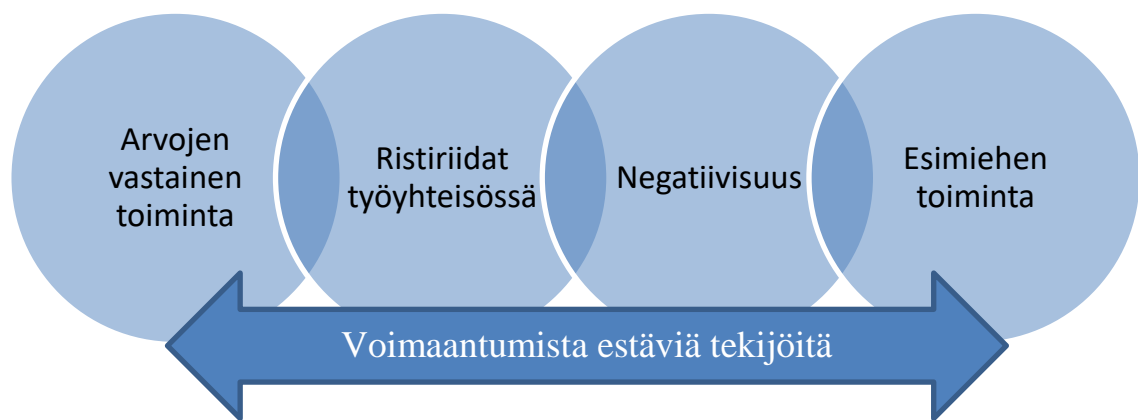 Arvojen
vastainen
toiminta
Ristiriidat
työyhteisössä
Negatiivisuus
Esimiehen
toiminta
Voimaantumista estäviä tekijöitä